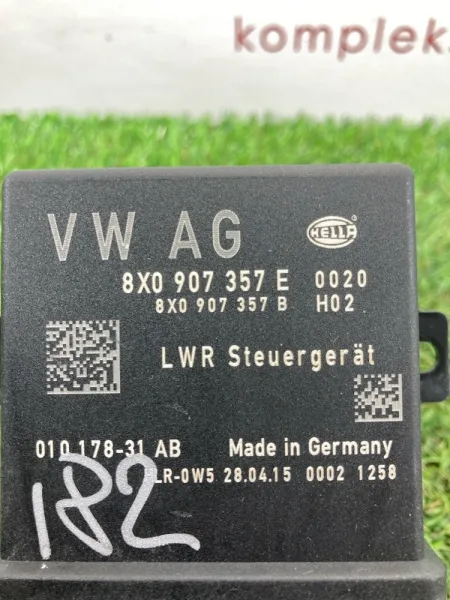 komplek
VW AG
HELLA ®
8X0 907 357 E 0020
8X0 907 357 B H02
LWR Steuergerät
010 178-31 AB Made in Germany
LR-0W5 28.04.15 0002 1258
182